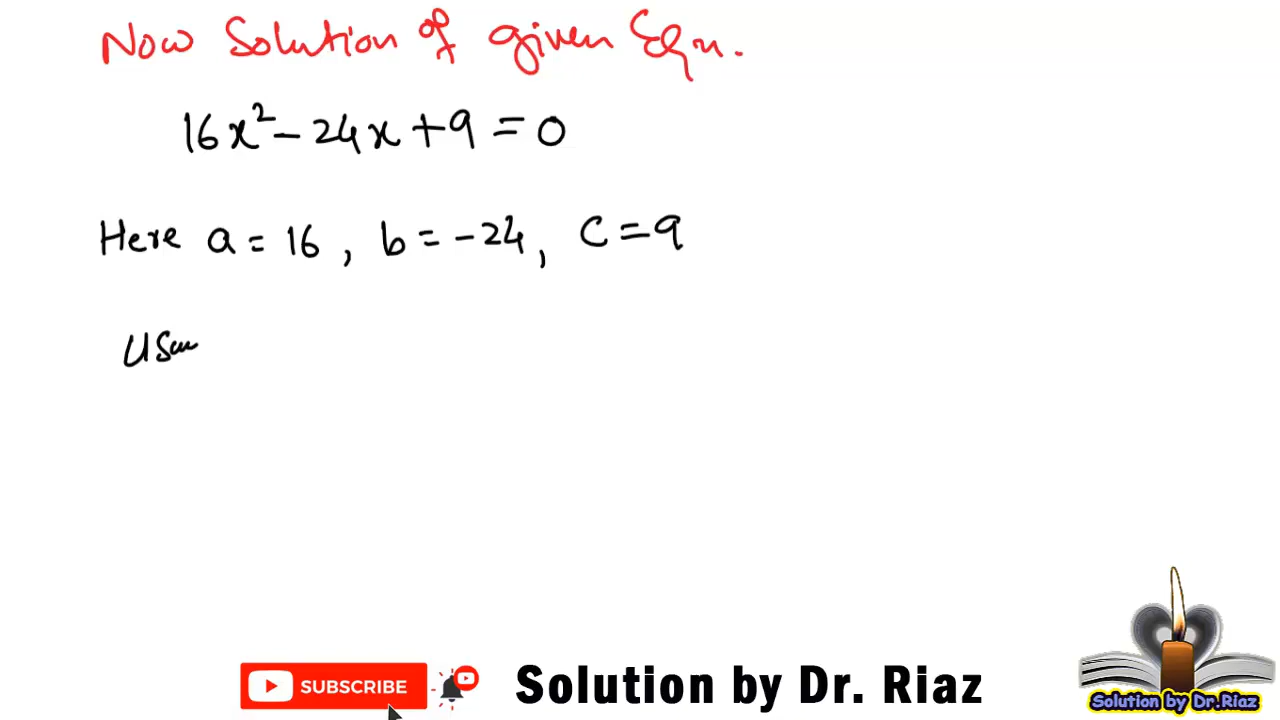 Now Solution of given Eqn.
16x² - 24x + 9 = 0
Here a = 16, b = -24, c = 9
SUBSCRIBE
Solution by Dr. Riaz
Solution by Dr.Riaz